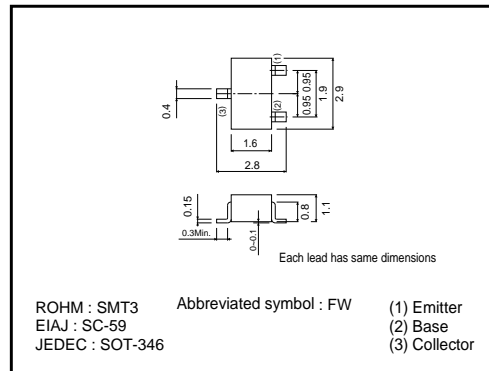 (1)
0.95 0.95
1.9
2.9
0.4
(3)
(2)
1.6
2.8
0.15
0.8
1.1
0.3Min.
0~0.1
Each lead has same dimensions
ROHM : SMT3
EIAJ : SC-59
JEDEC : SOT-346
Abbreviated symbol : FW
(1) Emitter
(2) Base
(3) Collector